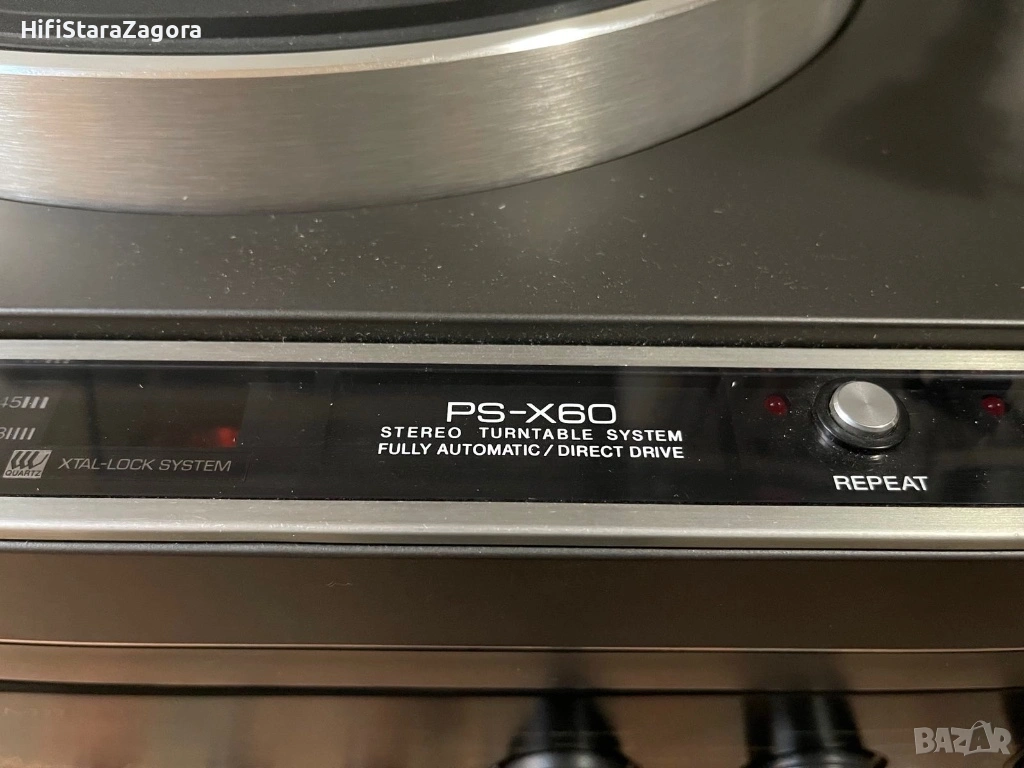 HifiStaraZagora
45
PS-X60
STEREO TURNTABLE SYSTEM
FULLY AUTOMATIC / DIRECT DRIVE
QUARTZ
XTAL-LOCK SYSTEM
REPEAT
BAZAR